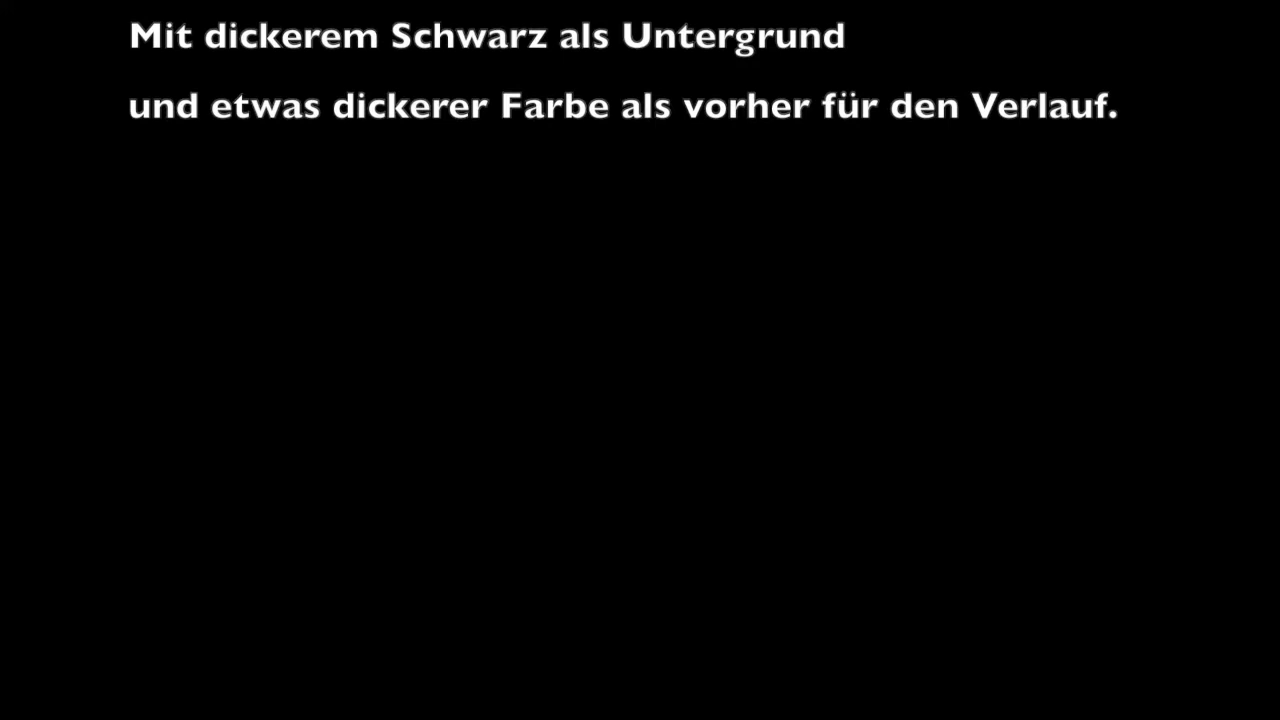 Mit dickerem Schwarz als Untergrund
und etwas dickerer Farbe als vorher für den Verlauf.